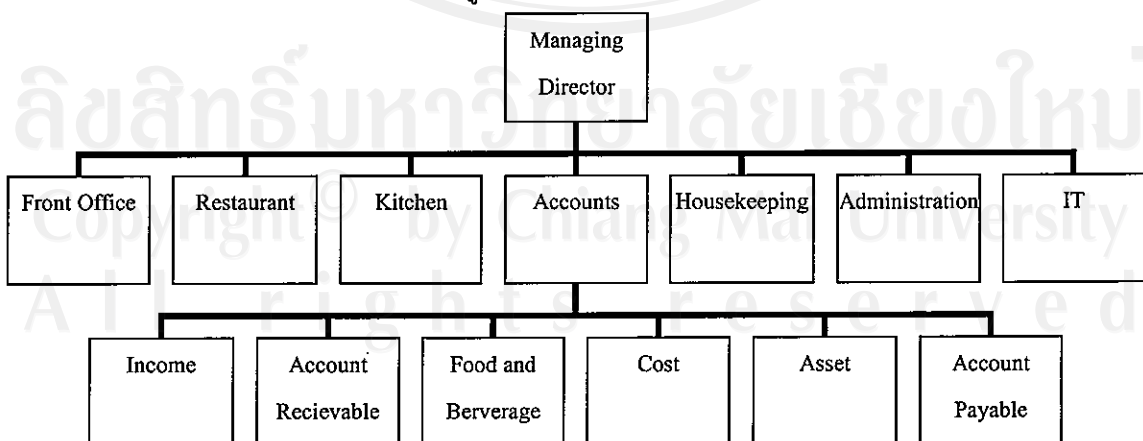 Managing
Director
ลิขสิทธิ์มหาวิทยาลัยเชียงใหม่
Front Office
Restaurant
Kitchen
Accounts
Housekeeping
Administration
IT
Copyright © by Chiang Mai University
All rights reserved
Income
Account
Recievable
Food and
Berverage
Cost
Asset
Account
Payable